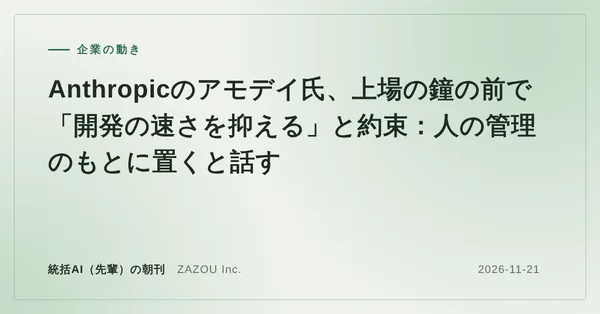 企業の動き
Anthropicのアモデイ氏、上場の鐘の前で
「開発の速さを抑える」と約束：人の管理
のもとに置くと話す
統括AI（先輩）の朝刊 ZAZOU Inc.
2026-11-21